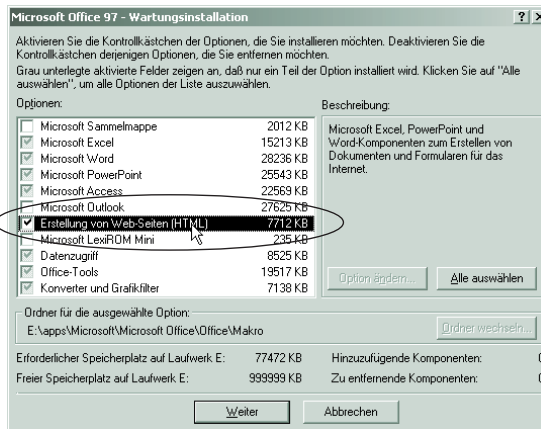 Microsoft Office 97 - Wartungsinstallation
Aktivieren Sie die Kontrollkästchen der Optionen, die Sie installieren möchten. Deaktivieren Sie die
Kontrollkästchen derjenigen Optionen, die Sie entfernen möchten.
Grau unterlegte aktivierte Felder zeigen an, daß nur ein Teil der Option installiert wird. Klicken Sie auf "Alle
auswählen", um alle Optionen der Liste auszuwählen.
Optionen:
Microsoft Sammelmappe 2012 KB
Microsoft Excel 15213 KB
Microsoft Word 28236 KB
Microsoft PowerPoint 25543 KB
Microsoft Access 22569 KB
Microsoft Outlook 27625 KB
Erstellung von Web-Seiten (HTML) 7712 KB
Microsoft LexiROM Mini 235 KB
Datenzugriff 8525 KB
Office-Tools 19517 KB
Konverter und Grafikfilter 7138 KB
Beschreibung:
Microsoft Excel, PowerPoint und
Word-Komponenten zum Erstellen von
Dokumenten und Formularen für das
Internet.
Option ändern...
Alle auswählen
Ordner für die ausgewählte Option:
E:\apps\Microsoft\Microsoft Office\Office\Makro
Ordner wechseln...
Erforderlicher Speicherplatz auf Laufwerk E: 77472 KB
Hinzuzufügende Komponenten:
Freier Speicherplatz auf Laufwerk E: 999999 KB
Zu entfernende Komponenten:
Weiter
Abbrechen